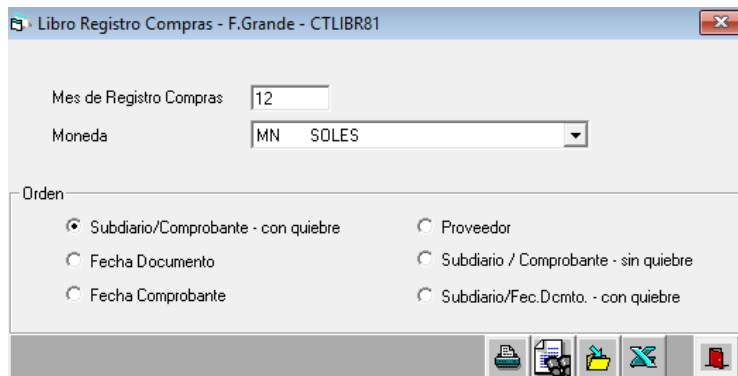 Libro Registro Compras - F.Grande - CTLIBR81
Mes de Registro Compras 12
Moneda MN SOLES
Orden
Subdiario/Comprobante - con quiebre
Proveedor
Fecha Documento
Subdiario / Comprobante - sin quiebre
Fecha Comprobante
Subdiario/Fec.Dcmto. - con quiebre